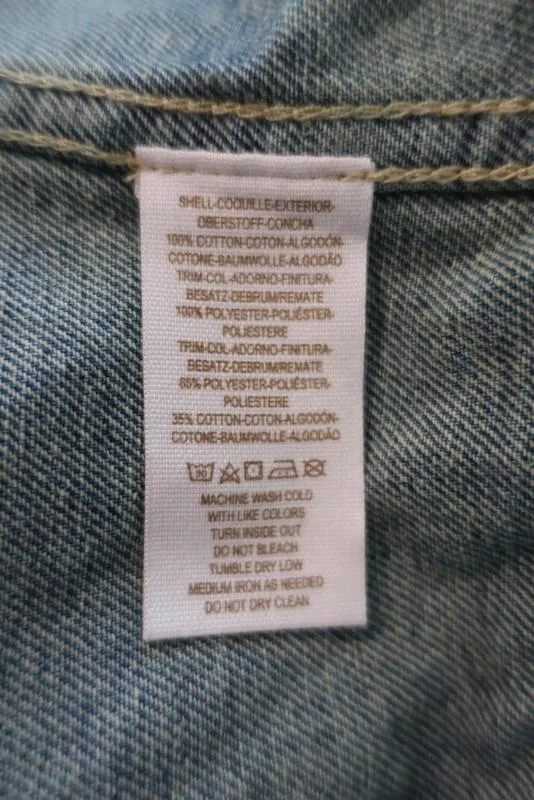 SHELL-COQUILLE-EXTERIOR-
OBERSTOFF-CONCHA
100% COTTON-COTON-ALGODÓN-
COTONE-BAUMWOLLE-ALGODÃO
TRIM-COL-ADORNO-FINITURA-
BESATZ-DEBRUM/REMATE
100% POLYESTER-POLIÉSTER-
POLIESTERE
TRIM-COL-ADORNO-FINITURA-
BESATZ-DEBRUM/REMATE
65% POLYESTER-POLIÉSTER-
POLIESTERE
35% COTTON-COTON-ALGODÓN-
COTONE-BAUMWOLLE-ALGODÃO
MACHINE WASH COLD
WITH LIKE COLORS
TURN INSIDE OUT
DO NOT BLEACH
TUMBLE DRY LOW
MEDIUM IRON AS NEEDED
DO NOT DRY CLEAN